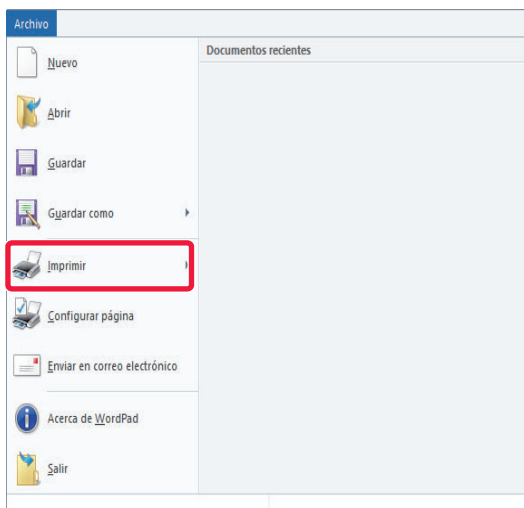 Archivo
Documentos recientes
Nuevo
Abrir
Guardar
Guardar como
Imprimir
Configurar página
Enviar en correo electrónico
Acerca de WordPad
Salir